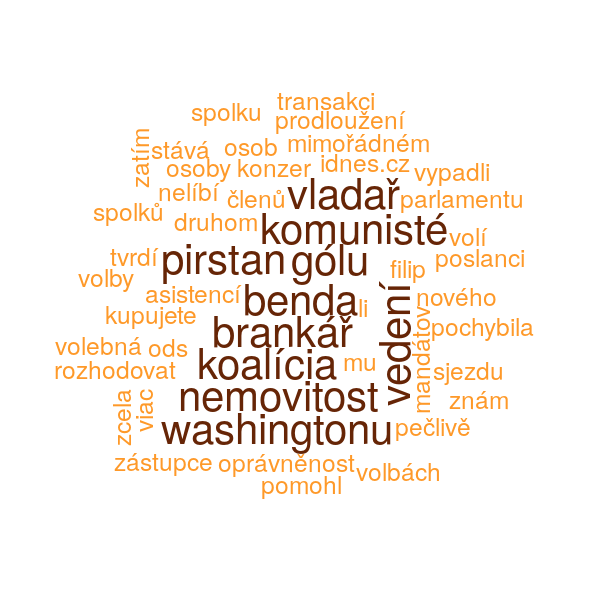 transakci
spolku
prodloužení
zatím
stává
osob
mimořádném
osoby
konzer
idnes.cz
vypadli
nelíbí
členů
vladař
parlamentu
spolků
druhom
komunisté
volí
tvrdí
pirstan
gólu
filip
poslanci
volby
asistencí
benda
li
vedení
nového
kupujete
brankář
mandátov
pochybila
volebná
ods
koalícia
mu
sjezdu
rozhodovat
nemovitost
znám
zcela
viac
washingtonu
pečlivě
zástupce
oprávněnost
volbách
pomohl